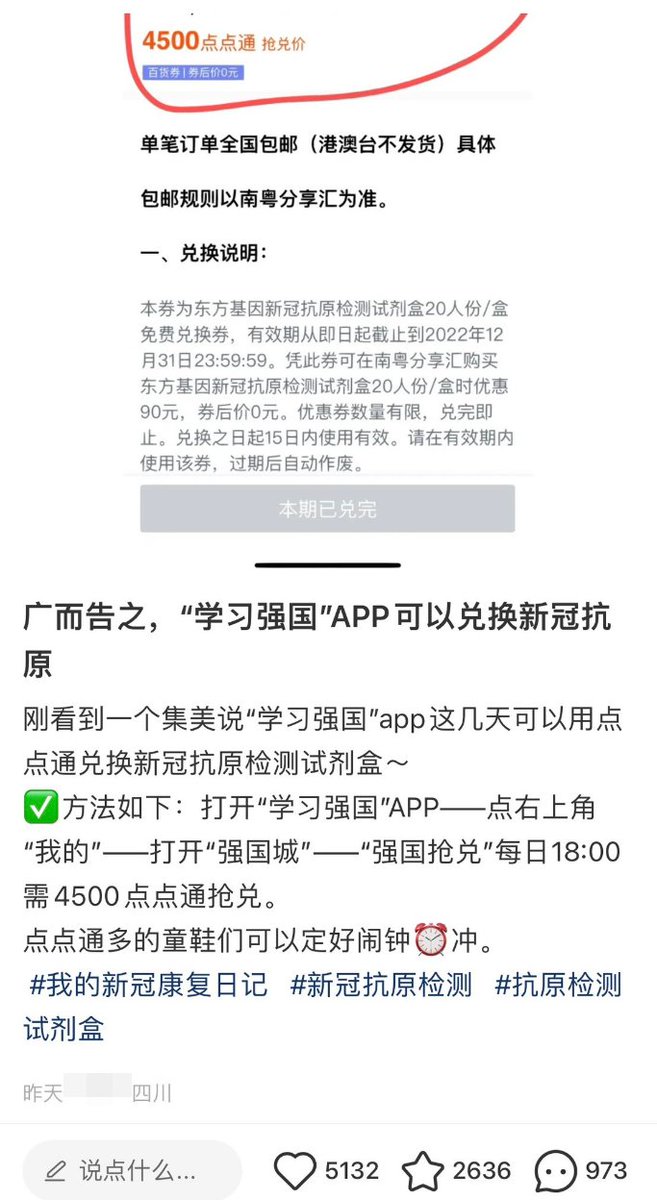 4500点点通 抢兑价
百货券 | 券后价0元
单笔订单全国包邮（港澳台不发货）具体
包邮规则以南粤分享汇为准。
一、兑换说明：
本券为东方基因新冠抗原检测试剂盒20人份/盒
免费兑换券，有效期从即日起截止到2022年12
月31日23:59:59。凭此券可在南粤分享汇购买
东方基因新冠抗原检测试剂盒20人份/盒时优惠
90元，券后价0元。优惠券数量有限，兑完即
止。兑换之日起15日内使用有效。请在有效期内
使用该券，过期后自动作废。
本期已兑完
广而告之，“学习强国”APP可以兑换新冠抗
原
刚看到一个集美说“学习强国”app这几天可以用点
点通兑换新冠抗原检测试剂盒～
✅方法如下：打开“学习强国”APP——点右上角
“我的”——打开“强国城”——“强国抢兑”每日18:00
需4500点点通抢兑。
点点通多的童鞋们可以定好闹钟⏰冲。
#我的新冠康复日记 #新冠抗原检测 #抗原检测
试剂盒
昨天 四川
说点什么... 5132 2636 973